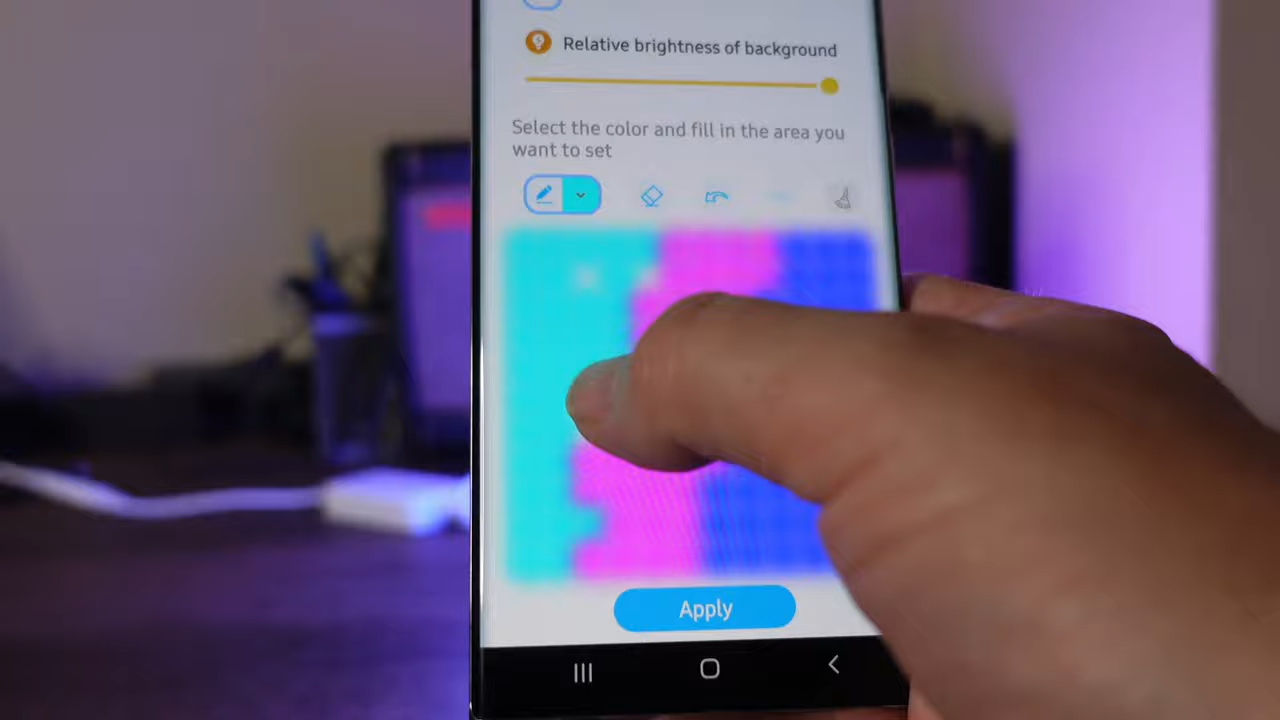 Relative brightness of background
Select the color and fill in the area you
want to set
Apply